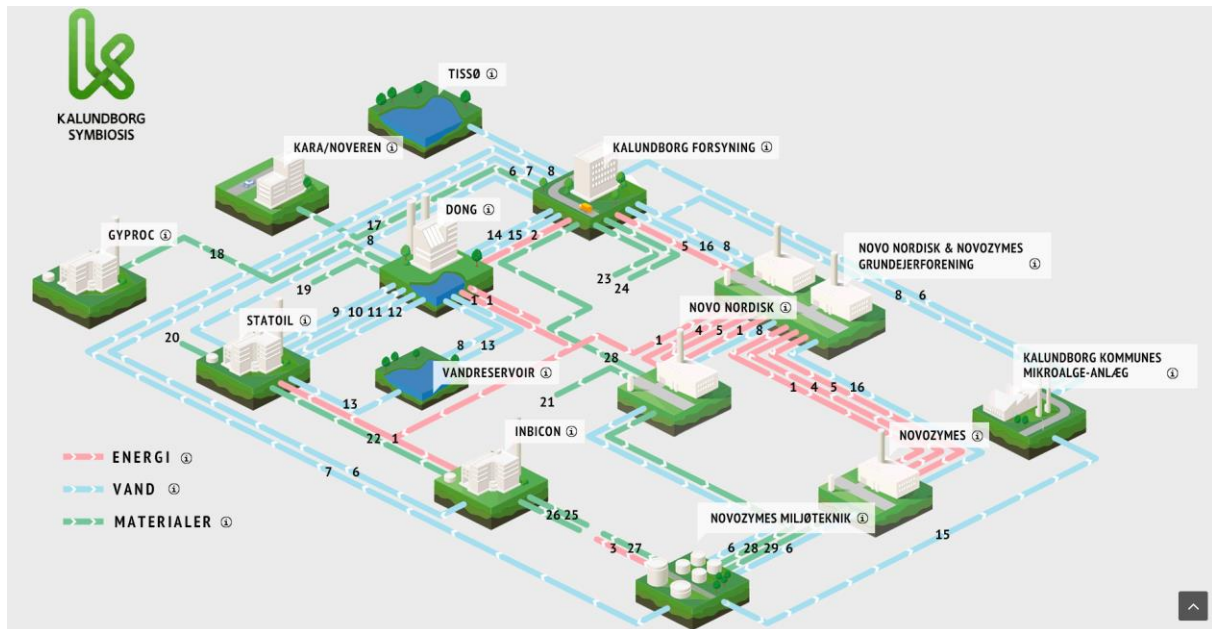 TISSØ
KALUNDBORG
SYMBIOSIS
KARA/NOVEREN
KALUNDBORG FORSYNING
6 7 8
DONG
17
8
GYPROC
14 15 2
5 16 8
NOVO NORDISK & NOVOZYMES
GRUNDEJERFORENING
18
23
24
19
1 1
8 6
NOVO NORDISK
9 10 11 12
STATOIL
1 4 5 1 8
20
8 13
28
KALUNDBORG KOMMUNES
MIKROALGE-ANLÆG
VANDRESERVOIR
1 4 5 16
13
21
22 1
INBICON
NOVOZYMES
ENERGI
7 6
VAND
26 25
NOVOZYMES MILJØTEKNIK
MATERIALER
15
3 27
6 28 29 6